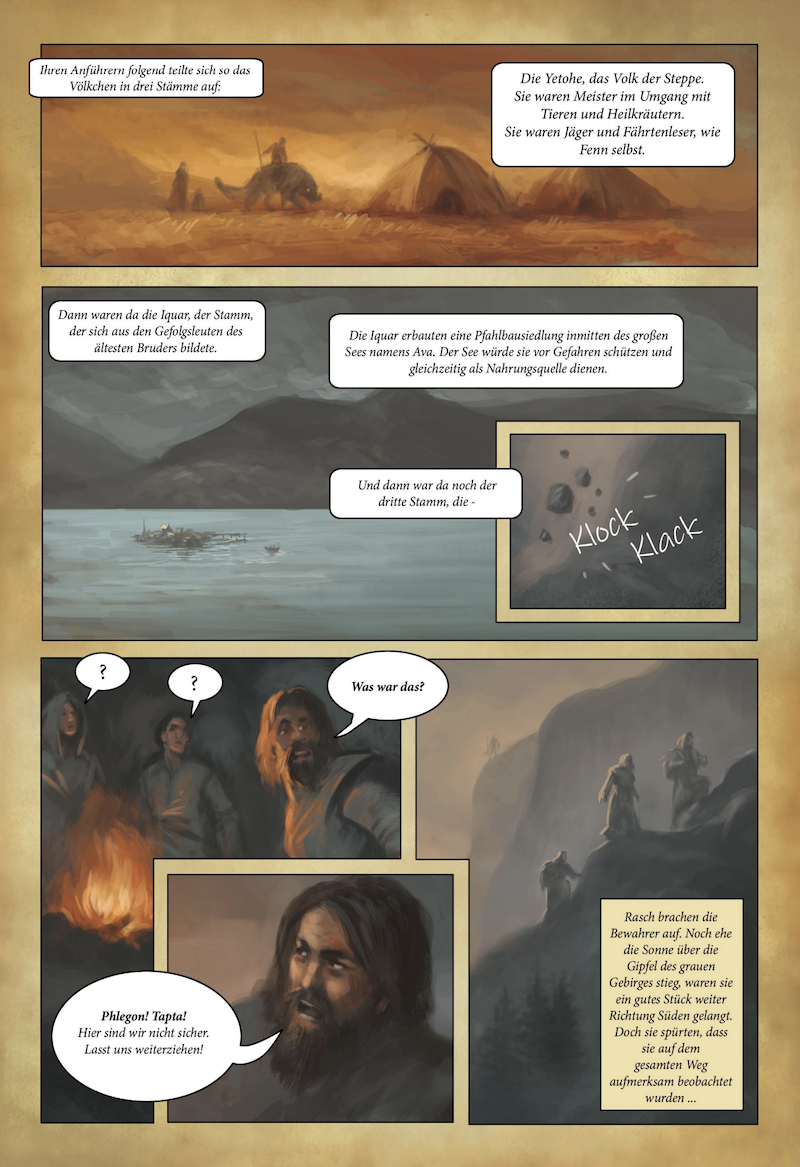 Ihren Anführern folgend teilte sich so das
Völkchen in drei Stämme auf:
Die Yetohe, das Volk der Steppe.
Sie waren Meister im Umgang mit
Tieren und Heilkräutern.
Sie waren Jäger und Fährtenleser, wie
Fenn selbst.
Dann waren da die Iquar, der Stamm,
der sich aus den Gefolgsleuten des
ältesten Bruders bildete.
Die Iquar erbauten eine Pfahlbausiedlung inmitten des großen
Sees namens Ava. Der See würde sie vor Gefahren schützen und
gleichzeitig als Nahrungsquelle dienen.
Und dann war da noch der
dritte Stamm, die -
Klock
Klack
?
?
Was war das?
Phlegon! Tapta!
Hier sind wir nicht sicher.
Lasst uns weiterziehen!
Rasch brachen die
Bewahrer auf. Noch ehe
die Sonne über die
Gipfel des grauen
Gebirges stieg, waren sie
ein gutes Stück weiter
Richtung Süden gelangt.
Doch sie spürten, dass
sie auf dem
gesamten Weg
aufmerksam beobachtet
wurden ...